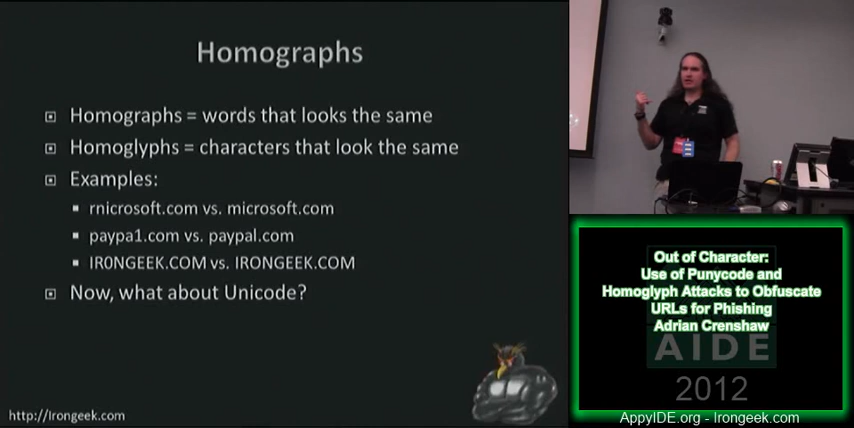 Homographs
Homographs = words that looks the same
Homoglyphs = characters that look the same
Examples:
rnicrosoft.com vs. microsoft.com
paypa1.com vs. paypal.com
IR0NGEEK.COM vs. IRONGEEK.COM
Now, what about Unicode?
http://Irongeek.com
Out of Character:
Use of Punycode and
Homoglyph Attacks to Obfuscate
URLs for Phishing
Adrian Crenshaw
AIDE
2012
AppyIDE.org - Irongeek.com